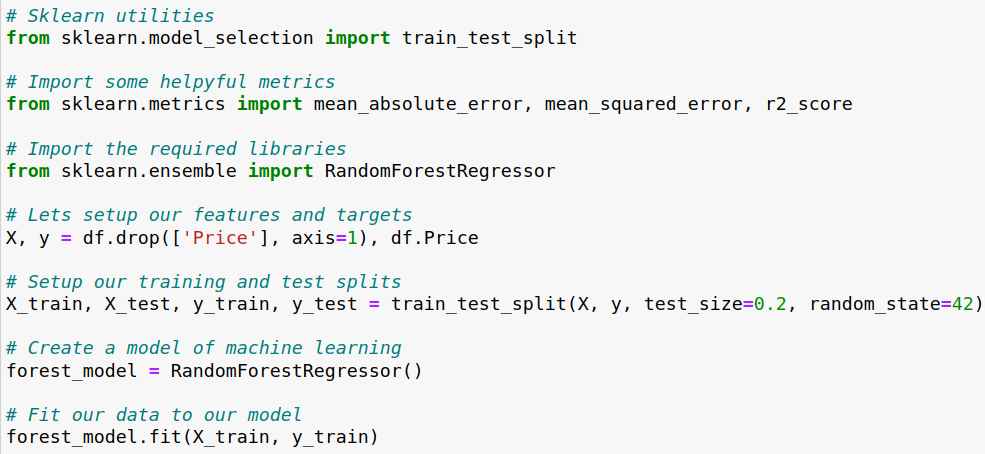 # Sklearn utilities
from sklearn.model_selection import train_test_split
# Import some helpyful metrics
from sklearn.metrics import mean_absolute_error, mean_squared_error, r2_score
# Import the required libraries
from sklearn.ensemble import RandomForestRegressor
# Lets setup our features and targets
X, y = df.drop(['Price'], axis=1), df.Price
# Setup our training and test splits
X_train, X_test, y_train, y_test = train_test_split(X, y, test_size=0.2, random_state=42)
# Create a model of machine learning
forest_model = RandomForestRegressor()
# Fit our data to our model
forest_model.fit(X_train, y_train)